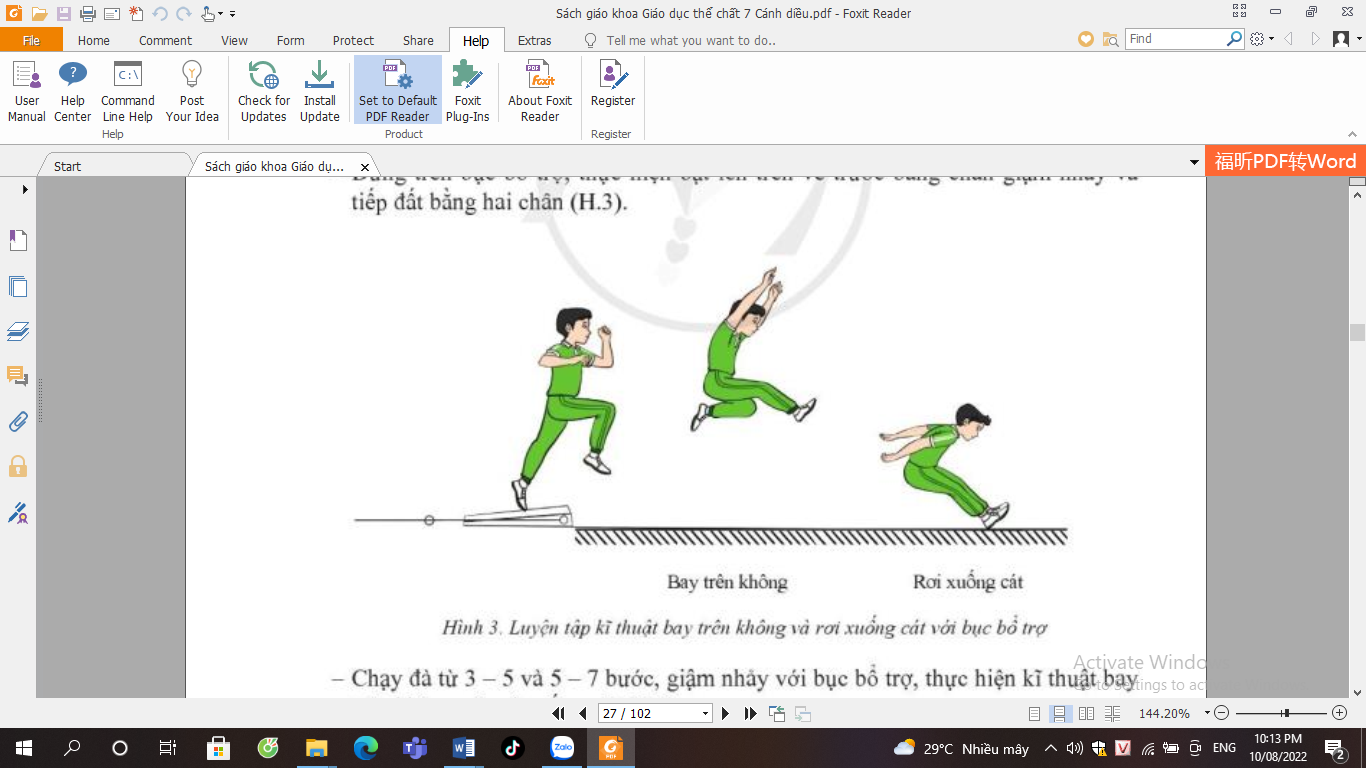 Sách giáo khoa Giáo dục thể chất 7 Cánh diều.pdf - Foxit Reader
File Home Comment View Form Protect Share Help Extras Tell me what you want to do.. Find
User Manual
Help Center
Command Line Help
Post Your Idea
Check for Updates
Install Update
Set to Default PDF Reader
Foxit Plug-Ins
About Foxit Reader
Register
Help Product Register
Start Sách giáo khoa Giáo dụ... 福昕PDF转Word
tiếp đất bằng hai chân (H.3).
Bay trên không Rơi xuống cát
Hình 3. Luyện tập kĩ thuật bay trên không và rơi xuống cát với bục bổ trợ
– Chạy đà từ 3 – 5 và 5 – 7 bước, giậm nhảy với bục bổ trợ, thực hiện kĩ thuật bay
Activate Windows
Go to Settings to
27 / 102 144.20%
29°C Nhiều mây ENG 10:13 PM
10/08/2022 2